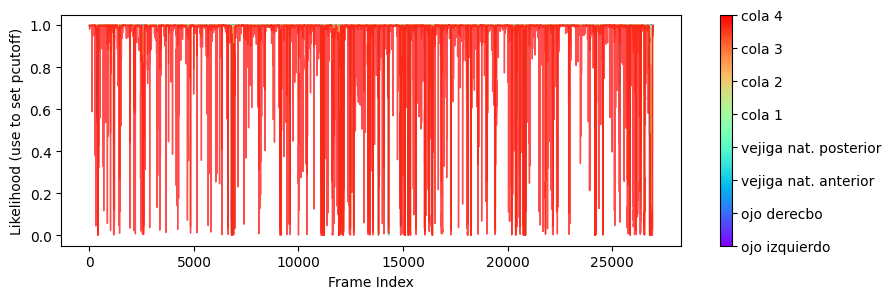 Likelihood (use to set pcutoff)
1.0
0.8
0.6
0.4
0.2
0.0
0
5000
10000
15000
20000
25000
Frame Index
cola 4
cola 3
cola 2
cola 1
vejiga nat. posterior
vejiga nat. anterior
ojo derecbo
ojo izquierdo